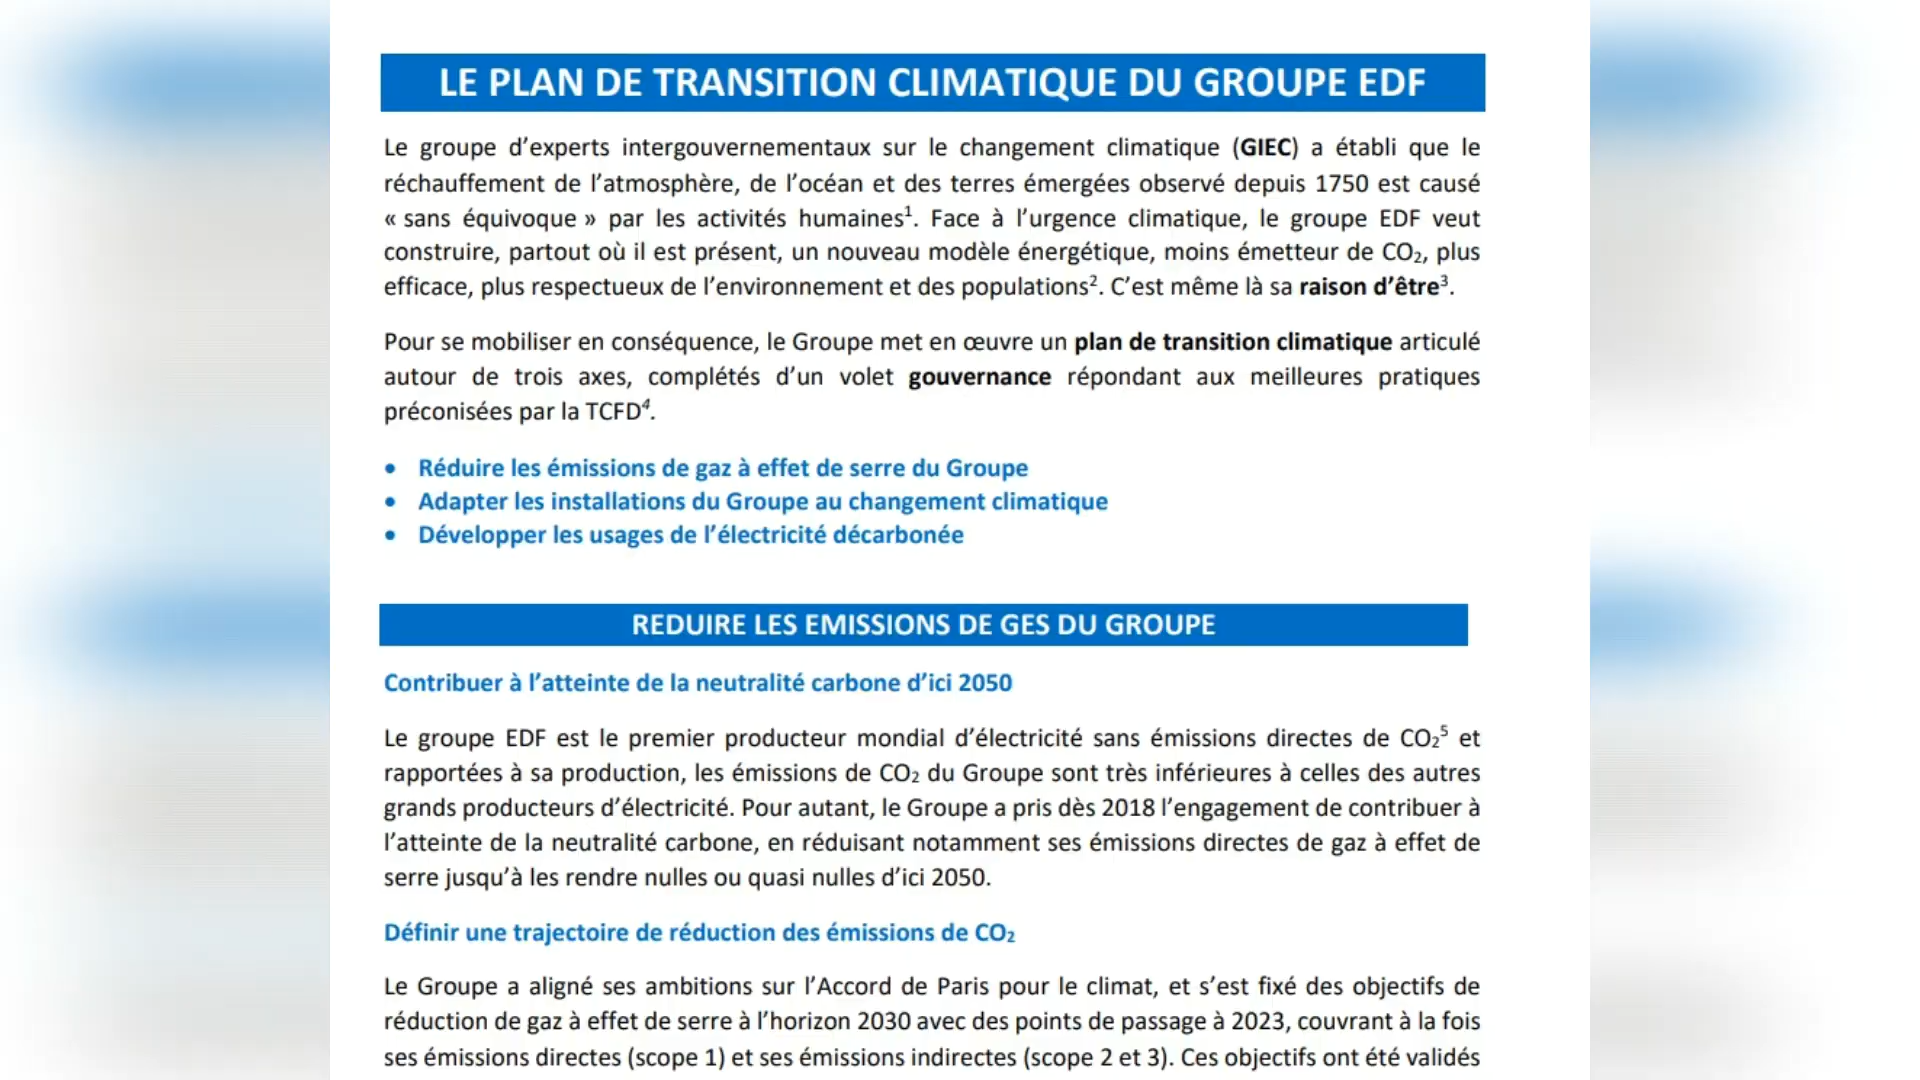 LE PLAN DE TRANSITION CLIMATIQUE DU GROUPE EDF
Le groupe d’experts intergouvernementaux sur le changement climatique (GIEC) a établi que le
réchauffement de l’atmosphère, de l’océan et des terres émergées observé depuis 1750 est causé
« sans équivoque » par les activités humaines¹. Face à l’urgence climatique, le groupe EDF veut
construire, partout où il est présent, un nouveau modèle énergétique, moins émetteur de CO₂, plus
efficace, plus respectueux de l’environnement et des populations². C’est même là sa raison d’être³.
Pour se mobiliser en conséquence, le Groupe met en œuvre un plan de transition climatique articulé
autour de trois axes, complétés d’un volet gouvernance répondant aux meilleures pratiques
préconisées par la TCFD⁴.
• Réduire les émissions de gaz à effet de serre du Groupe
• Adapter les installations du Groupe au changement climatique
• Développer les usages de l’électricité décarbonée
REDUIRE LES EMISSIONS DE GES DU GROUPE
Contribuer à l’atteinte de la neutralité carbone d’ici 2050
Le groupe EDF est le premier producteur mondial d’électricité sans émissions directes de CO₂⁵ et
rapportées à sa production, les émissions de CO₂ du Groupe sont très inférieures à celles des autres
grands producteurs d’électricité. Pour autant, le Groupe a pris dès 2018 l’engagement de contribuer à
l’atteinte de la neutralité carbone, en réduisant notamment ses émissions directes de gaz à effet de
serre jusqu’à les rendre nulles ou quasi nulles d’ici 2050.
Définir une trajectoire de réduction des émissions de CO₂
Le Groupe a aligné ses ambitions sur l’Accord de Paris pour le climat, et s’est fixé des objectifs de
réduction de gaz à effet de serre à l’horizon 2030 avec des points de passage à 2023, couvrant à la fois
ses émissions directes (scope 1) et ses émissions indirectes (scope 2 et 3). Ces objectifs ont été validés